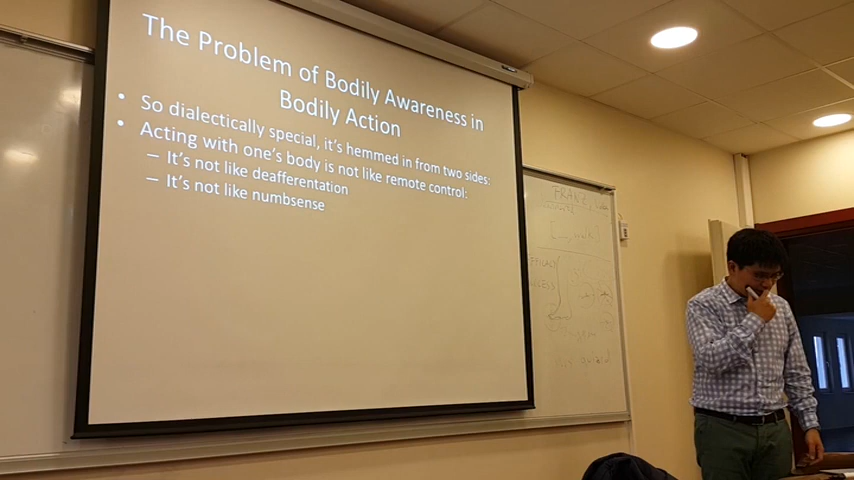 The Problem of Bodily Awareness in
Bodily Action
• So dialectically special, it's hemmed in from two sides:
• Acting with one's body is not like remote control:
– It's not like deafferentation
– It's not like numbsense